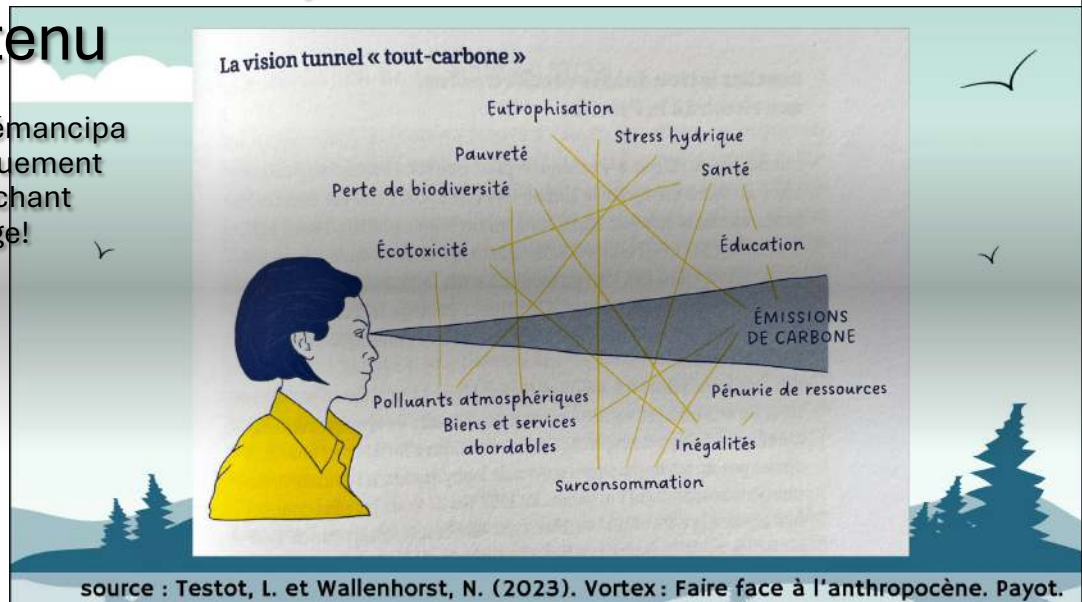 tenu
émancipa
uement
chant
ge!
La vision tunnel « tout-carbone »
Eutrophisation
Stress hydrique
Pauvreté
Santé
Perte de biodiversité
Éducation
Écotoxicité
ÉMISSIONS
DE CARBONE
Pénurie de ressources
Polluants atmosphériques
Biens et services
abordables
Inégalités
Surconsommation
source : Testot, L. et Wallenhorst, N. (2023). Vortex : Faire face à l'anthropocène. Payot.